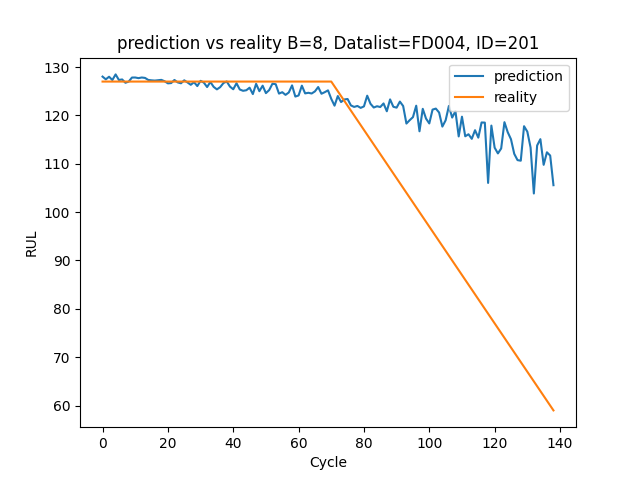 prediction vs reality B=8, Datalist=FD004, ID=201
prediction
reality
130
120
110
100
90
80
70
60
RUL
0 20 40 60 80 100 120 140
Cycle